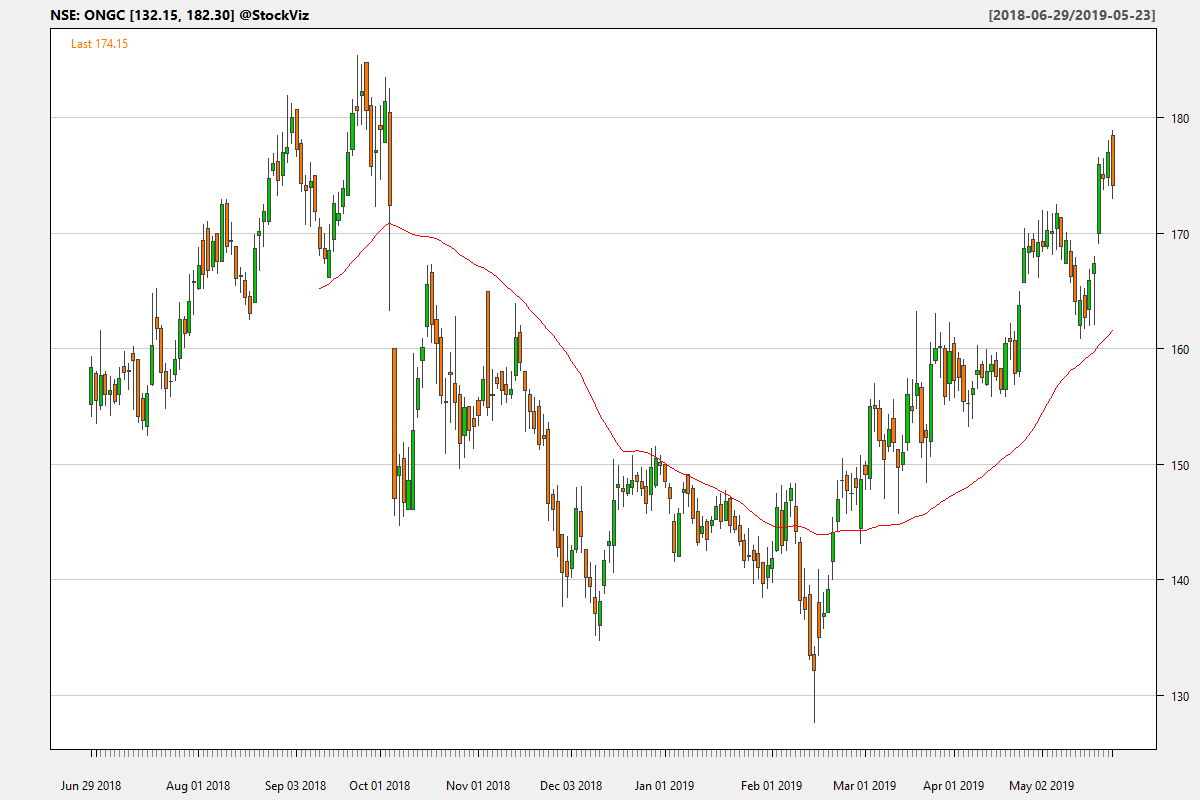 NSE: ONGC [132.15, 182.30] @StockViz [2018-06-29/2019-05-23]
Last 174.15
180
170
160
150
140
130
Jun 29 2018 Aug 01 2018 Sep 03 2018 Oct 01 2018 Nov 01 2018 Dec 03 2018 Jan 01 2019 Feb 01 2019 Mar 01 2019 Apr 01 2019 May 02 2019